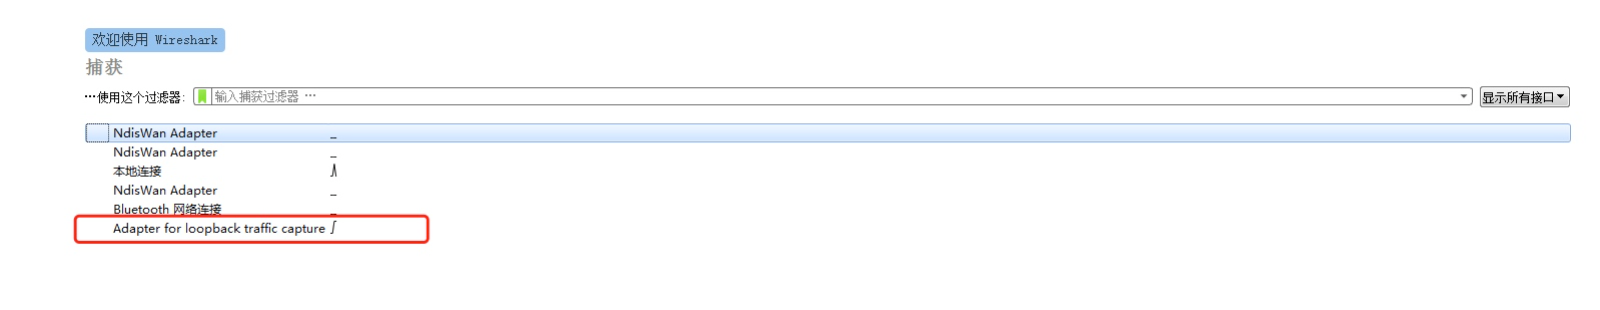 欢迎使用 Wireshark
捕获
…使用这个过滤器: 输入捕获过滤器 … 显示所有接口
NdisWan Adapter
NdisWan Adapter
本地连接
NdisWan Adapter
Bluetooth 网络连接
Adapter for loopback traffic capture